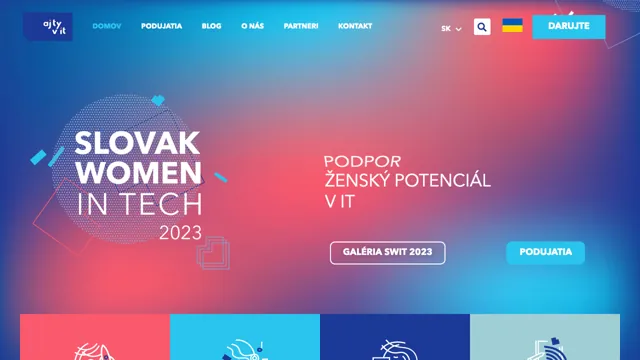 aj ty
v it
DOMOV
PODUJATIA
BLOG
O NÁS
PARTNERI
KONTAKT
SK
DARUJTE
SLOVAK
WOMEN
IN TECH
2023
PODPOR
ŽENSKÝ POTENCIÁL
V IT
GALÉRIA SWIT 2023
PODUJATIA